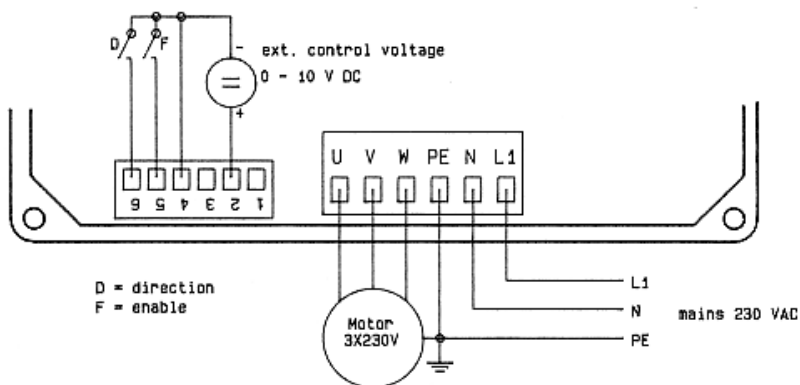 D F - ext. control voltage
0 - 10 V DC
+
U V W PE N L1
6 5 4 3 2 1
L1
D = direction
F = enable
N mains 230 VAC
Motor
3X230V
PE